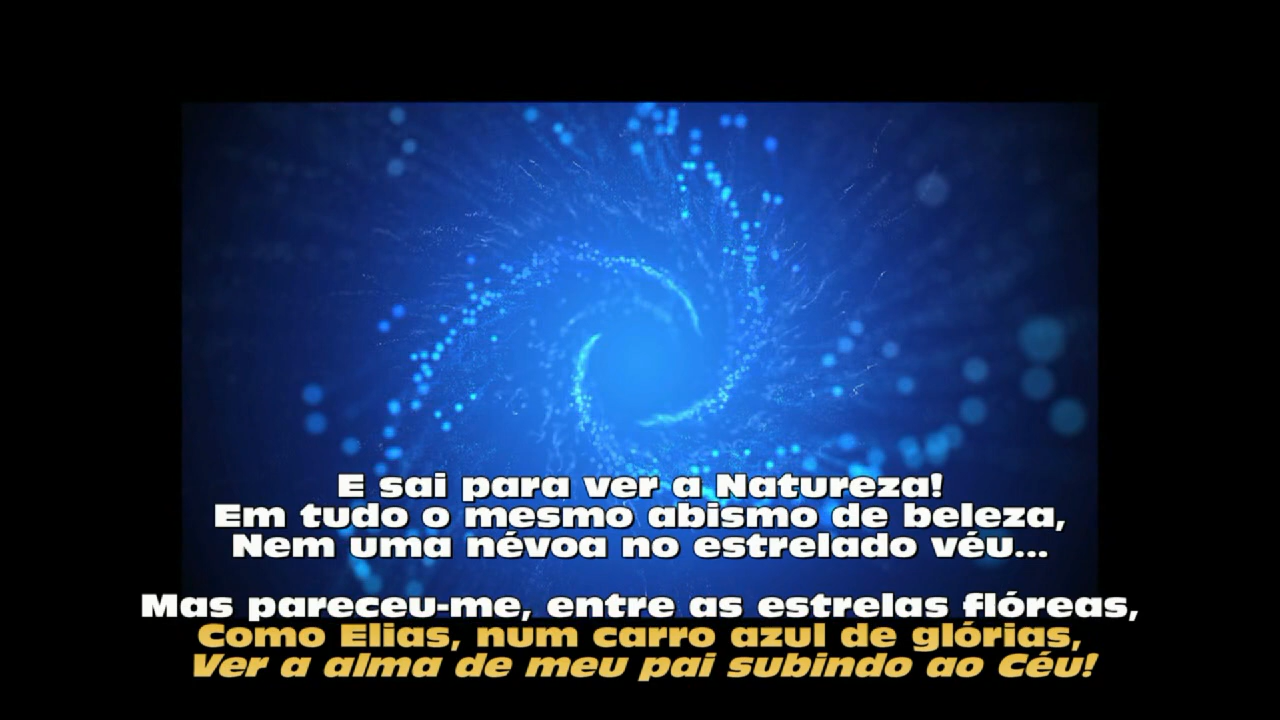 E sai para ver a Natureza!
Em tudo o mesmo abismo de beleza,
Nem uma névoa no estrelado véu...
Mas pareceu-me, entre as estrelas flóreas,
Como Elias, num carro azul de glórias,
Ver a alma de meu pai subindo ao Céu!